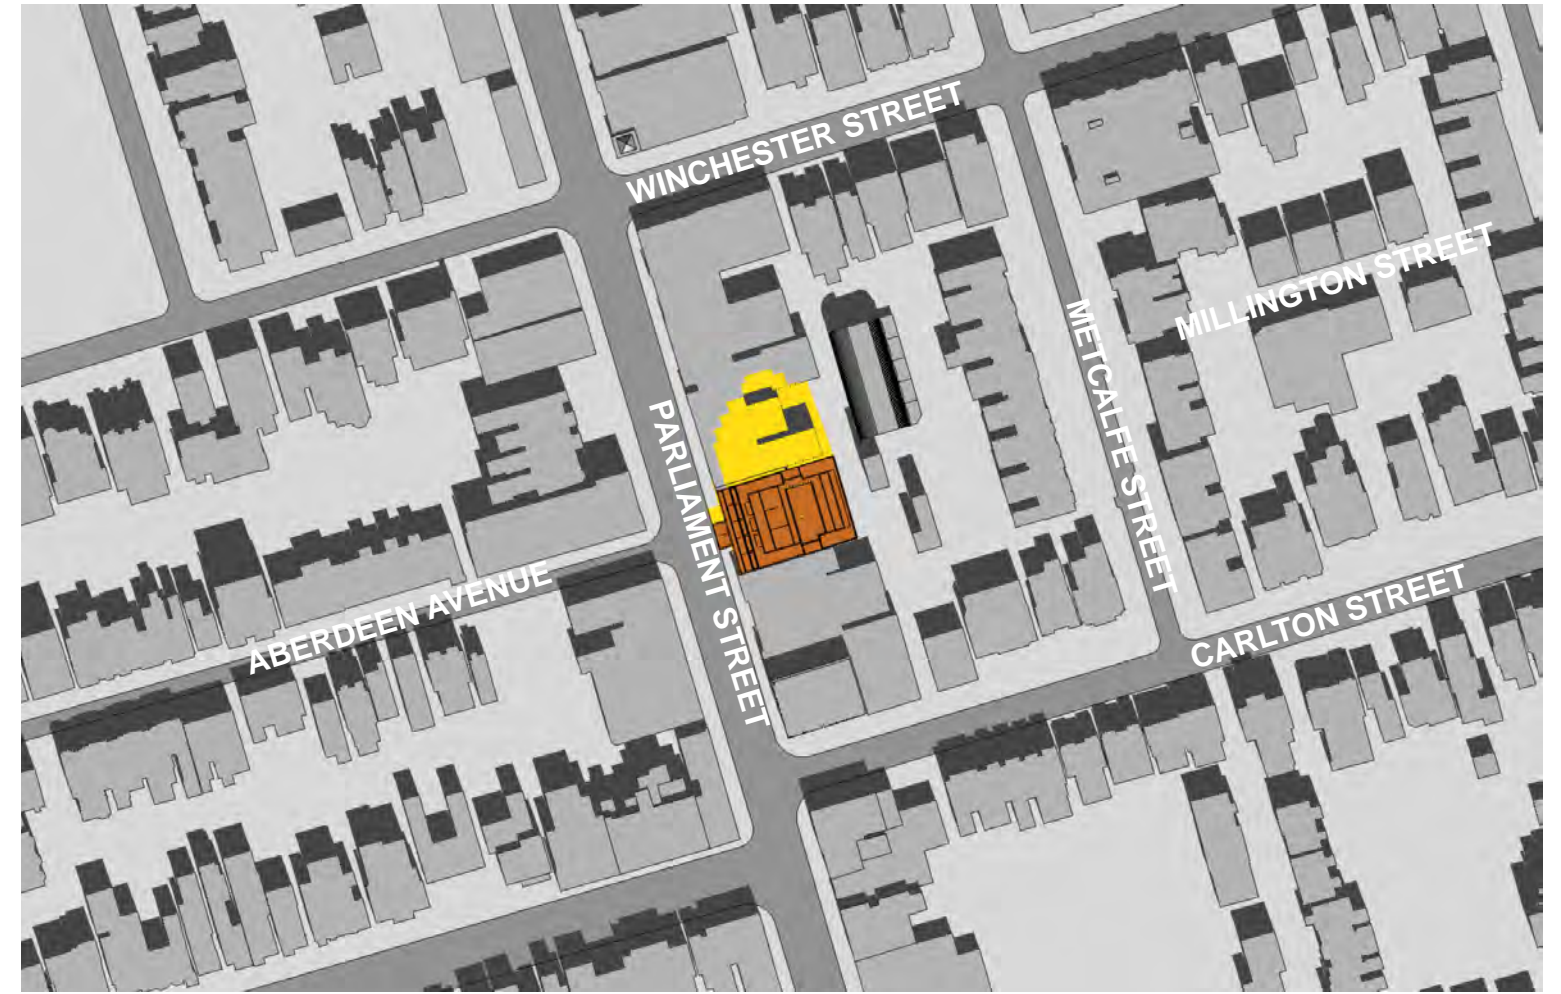 WINCHESTER STREET
MILLINGTON STREET
METCALFE STREET
PARLIAMENT STREET
ABERDEEN AVENUE
CARLTON STREET